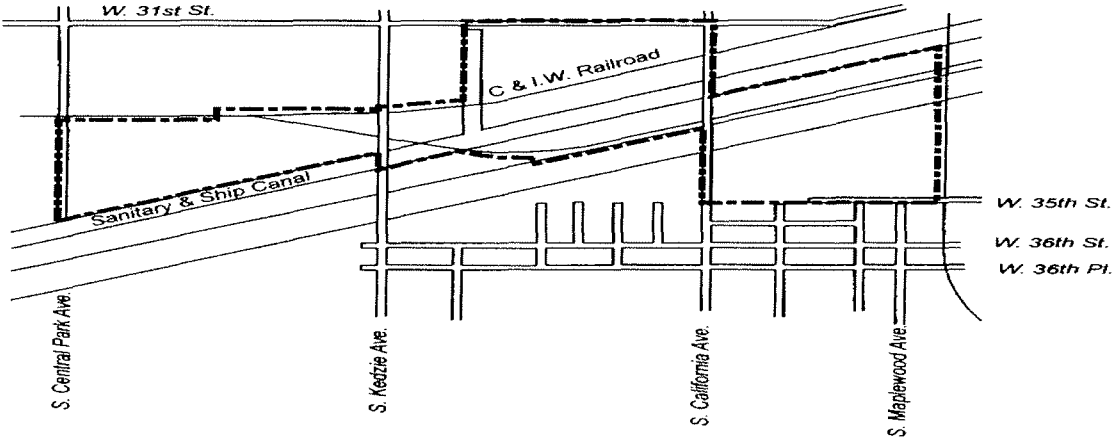 W. 31st St.
C & I.W. Railroad
Sanitary & Ship Canal
W. 35th St.
W. 36th St.
W. 36th Pl.
S. Central Park Ave.
S. Kedzie Ave.
S. California Ave.
S. Maplewood Ave.